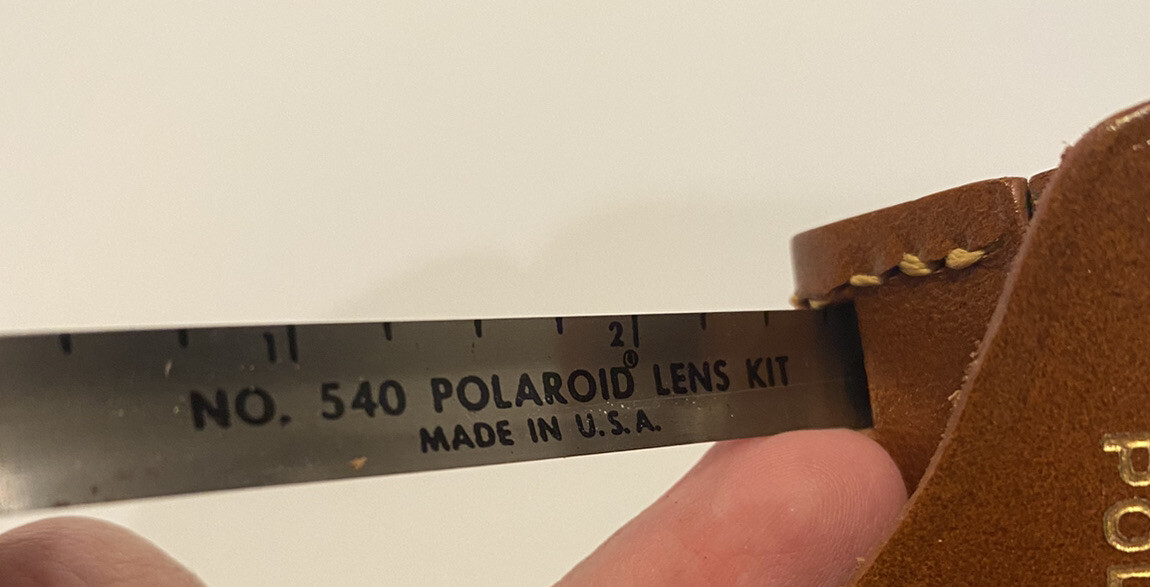 1 2
NO. 540 POLAROID® LENS KIT
MADE IN U.S.A.
POL